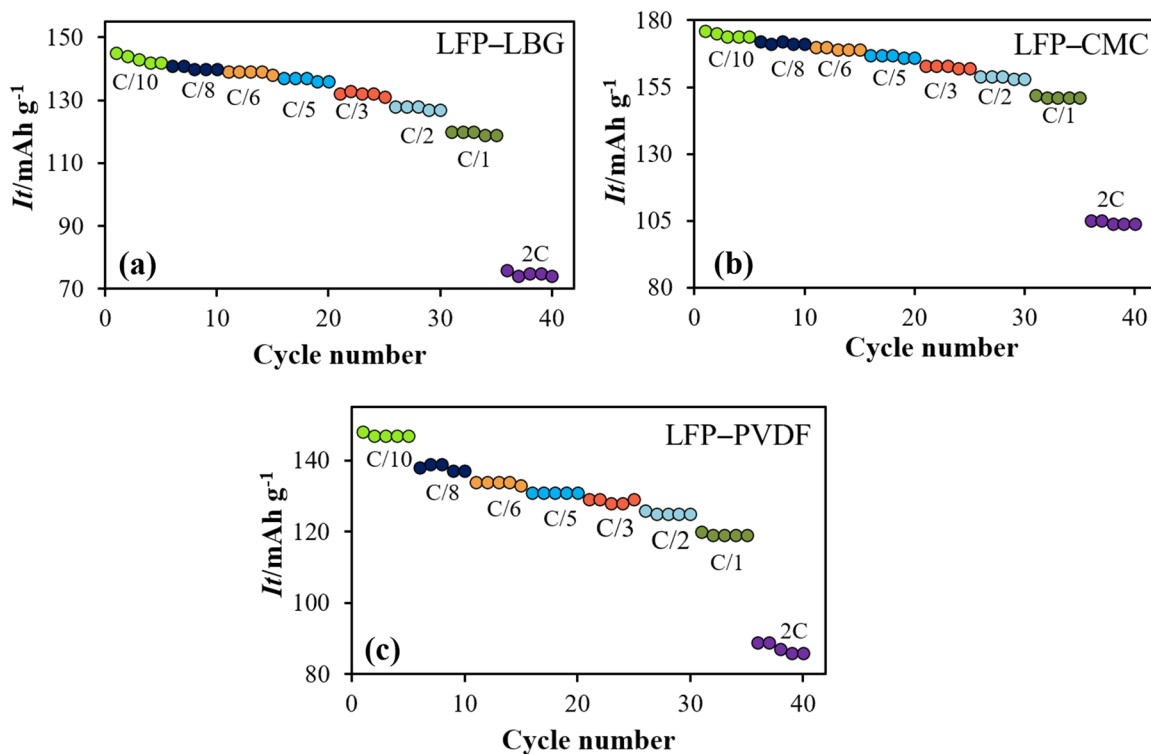 LFP–LBG
150
130
110
90
70
It/mAh g⁻¹
C/10
C/8
C/6
C/5
C/3
C/2
C/1
2C
(a)
0
10
20
30
40
Cycle number
LFP–CMC
180
155
130
105
80
It/mAh g⁻¹
C/10
C/8
C/6
C/5
C/3
C/2
C/1
2C
(b)
0
10
20
30
40
Cycle number
LFP–PVDF
140
120
100
80
It/mAh g⁻¹
C/10
C/8
C/6
C/5
C/3
C/2
C/1
2C
(c)
0
10
20
30
40
Cycle number